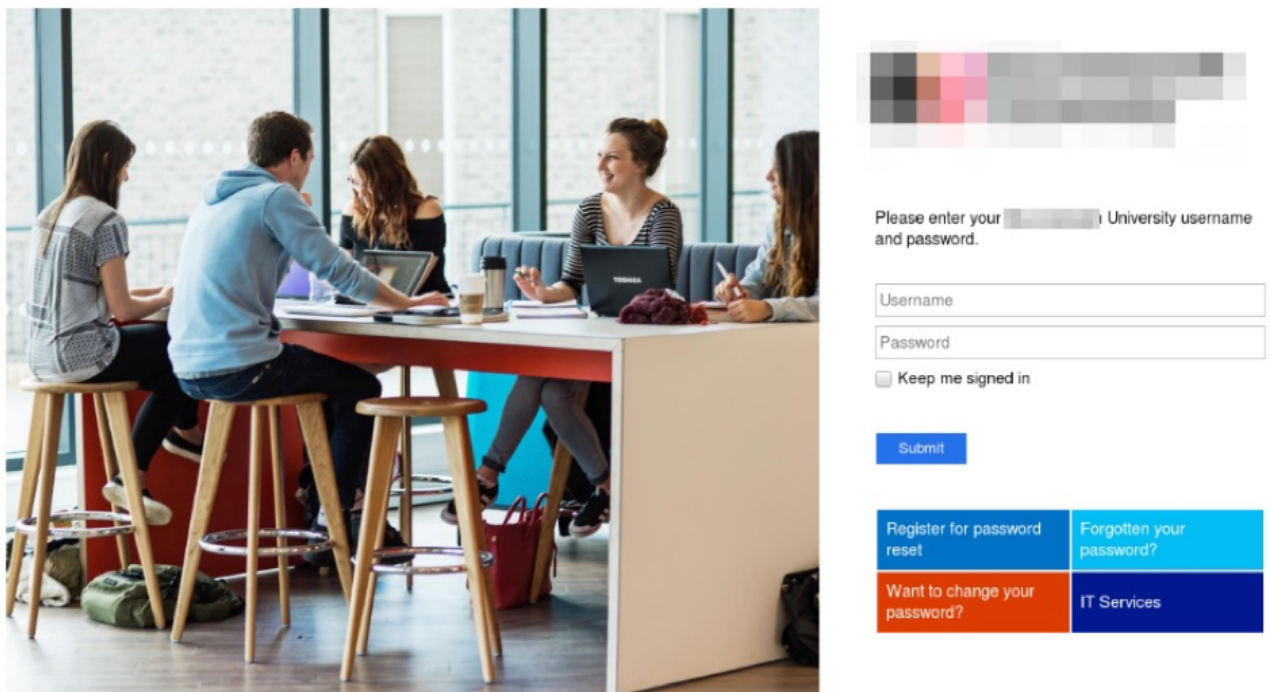 TOSHIBA
Please enter your University username
and password.
Username
Password
Keep me signed in
Submit
Register for password
reset
Forgotten your
password?
Want to change your
password?
IT Services